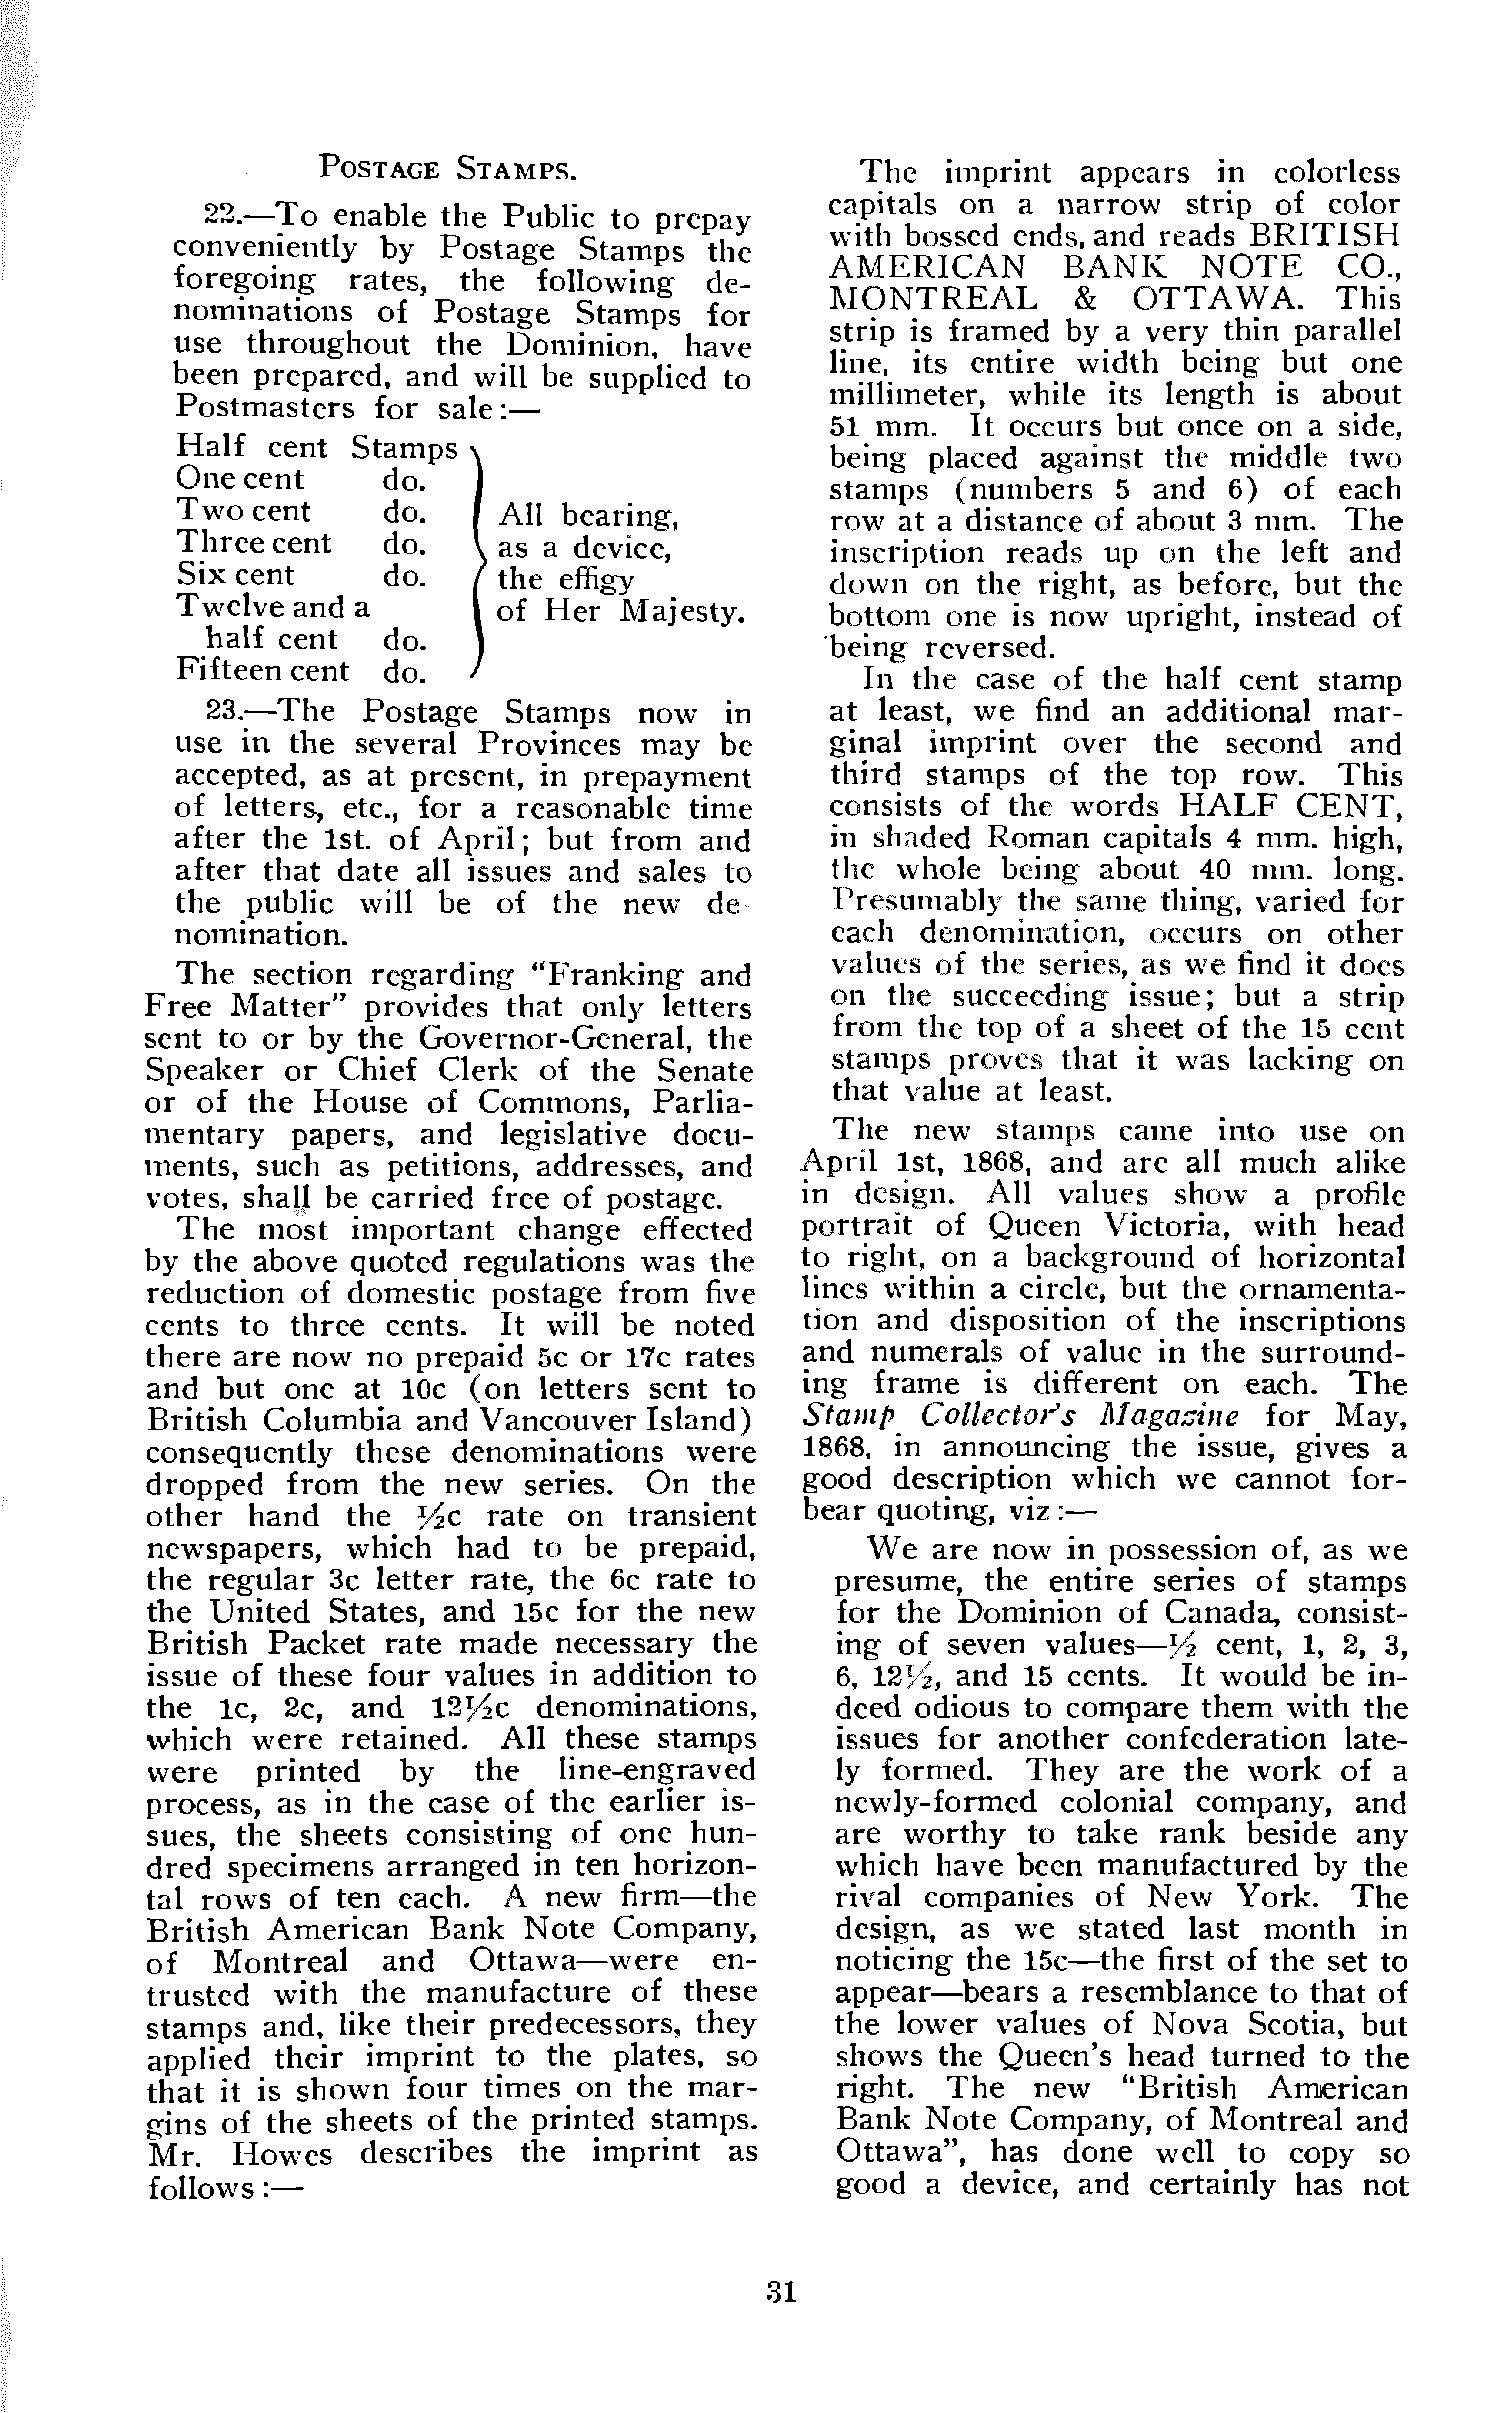 POSTAGE STAMPS.
22.—To enable the Public to prepay
conveniently by Postage Stamps the
foregoing rates, the following de-
nominations of Postage Stamps for
use throughout the Dominion, have
been prepared, and will be supplied to
Postmasters for sale:—
Half cent Stamps
One cent do.
Two cent do.
Three cent do.
Six cent do.
Twelve and a
half cent do.
Fifteen cent do.
All bearing,
as a device,
the effigy
of Her Majesty.
23.—The Postage Stamps now in
use in the several Provinces may be
accepted, as at present, in prepayment
of letters, etc., for a reasonable time
after the 1st. of April; but from and
after that date all issues and sales to
the public will be of the new de-
nomination.
The section regarding "Franking and
Free Matter" provides that only letters
sent to or by the Governor-General, the
Speaker or Chief Clerk of the Senate
or of the House of Commons, Parlia-
mentary papers, and legislative docu-
ments, such as petitions, addresses, and
votes, shall be carried free of postage.
The most important change effected
by the above quoted regulations was the
reduction of domestic postage from five
cents to three cents. It will be noted
there are now no prepaid 5c or 17c rates
and but one at 10c (on letters sent to
British Columbia and Vancouver Island)
consequently these denominations were
dropped from the new series. On the
other hand the ½c rate on transient
newspapers, which had to be prepaid,
the regular 3c letter rate, the 6c rate to
the United States, and 15c for the new
British Packet rate made necessary the
issue of these four values in addition to
the 1c, 2c, and 12½c denominations,
which were retained. All these stamps
were printed by the line-engraved
process, as in the case of the earlier is-
sues, the sheets consisting of one hun-
dred specimens arranged in ten horizon-
tal rows of ten each. A new firm—the
British American Bank Note Company,
of Montreal and Ottawa—were en-
trusted with the manufacture of these
stamps and, like their predecessors, they
applied their imprint to the plates, so
that it is shown four times on the mar-
gins of the sheets of the printed stamps.
Mr. Howes describes the imprint as
follows:—
The imprint appears in colorless
capitals on a narrow strip of color
with bossed ends, and reads BRITISH
AMERICAN BANK NOTE CO.,
MONTREAL & OTTAWA. This
strip is framed by a very thin parallel
line, its entire width being but one
millimeter, while its length is about
51 mm. It occurs but once on a side,
being placed against the middle two
stamps (numbers 5 and 6) of each
row at a distance of about 3 mm. The
inscription reads up on the left and
down on the right, as before, but the
bottom one is now upright, instead of
being reversed.
In the case of the half cent stamp
at least, we find an additional mar-
ginal imprint over the second and
third stamps of the top row. This
consists of the words HALF CENT,
in shaded Roman capitals 4 mm. high,
the whole being about 40 mm. long.
Presumably the same thing, varied for
each denomination, occurs on other
values of the series, as we find it does
on the succeeding issue; but a strip
from the top of a sheet of the 15 cent
stamps proves that it was lacking on
that value at least.
The new stamps came into use on
April 1st, 1868, and are all much alike
in design. All values show a profile
portrait of Queen Victoria, with head
to right, on a background of horizontal
lines within a circle, but the ornamenta-
tion and disposition of the inscriptions
and numerals of value in the surround-
ing frame is different on each. The
Stamp Collector's Magazine for May,
1868, in announcing the issue, gives a
good description which we cannot for-
bear quoting, viz:—
We are now in possession of, as we
presume, the entire series of stamps
for the Dominion of Canada, consist-
ing of seven values—½ cent, 1, 2, 3,
6, 12½, and 15 cents. It would be in-
deed odious to compare them with the
issues for another confederation late-
ly formed. They are the work of a
newly-formed colonial company, and
are worthy to take rank beside any
which have been manufactured by the
rival companies of New York. The
design, as we stated last month in
noticing the 15c—the first of the set to
appear—bears a resemblance to that of
the lower values of Nova Scotia, but
shows the Queen's head turned to the
right. The new "British American
Bank Note Company, of Montreal and
Ottawa", has done well to copy so
good a device, and certainly has not
31